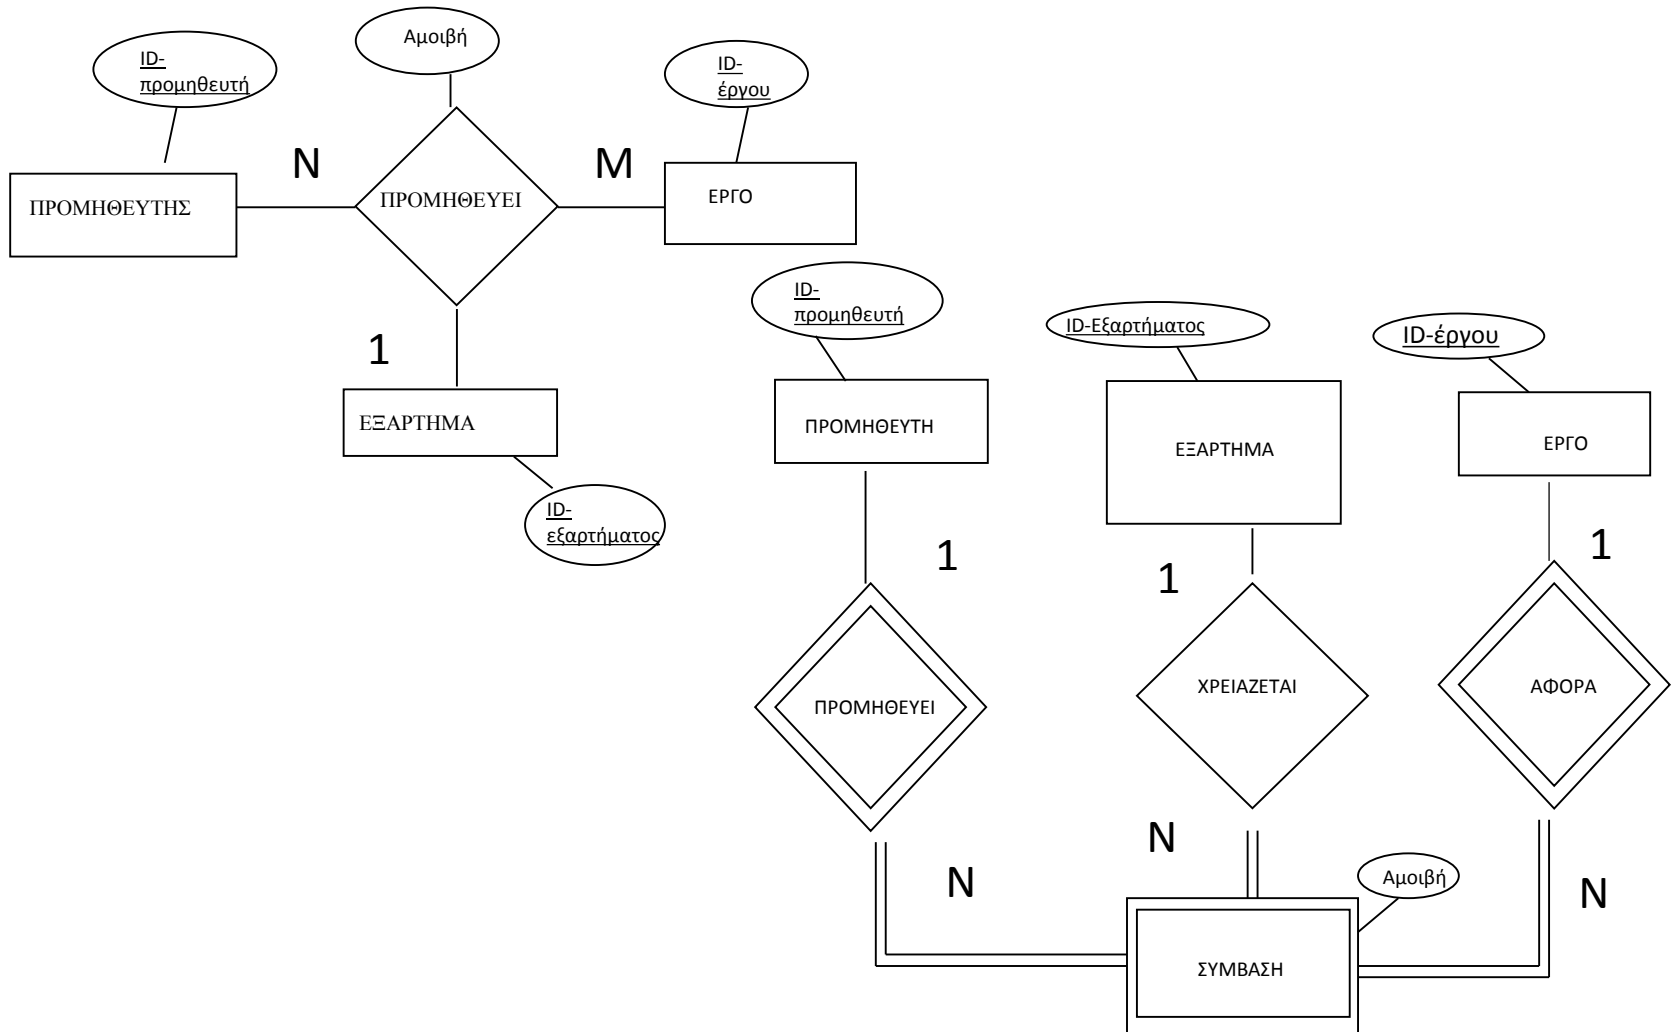 Αμοιβή
ID-
προμηθευτή
ID-
έργου
N
M
ΠΡΟΜΗΘΕΥΤΗΣ
ΠΡΟΜΗΘΕΥΕΙ
ΕΡΓΟ
1
ΕΞΑΡΤΗΜΑ
ID-
εξαρτήματος
ID-
προμηθευτή
ID-Εξαρτήματος
ID-έργου
ΠΡΟΜΗΘΕΥΤΗ
ΕΞΑΡΤΗΜΑ
ΕΡΓΟ
1
1
1
ΠΡΟΜΗΘΕΥΕΙ
ΧΡΕΙΑΖΕΤΑΙ
ΑΦΟΡΑ
N
N
N
Αμοιβή
ΣΥΜΒΑΣΗ